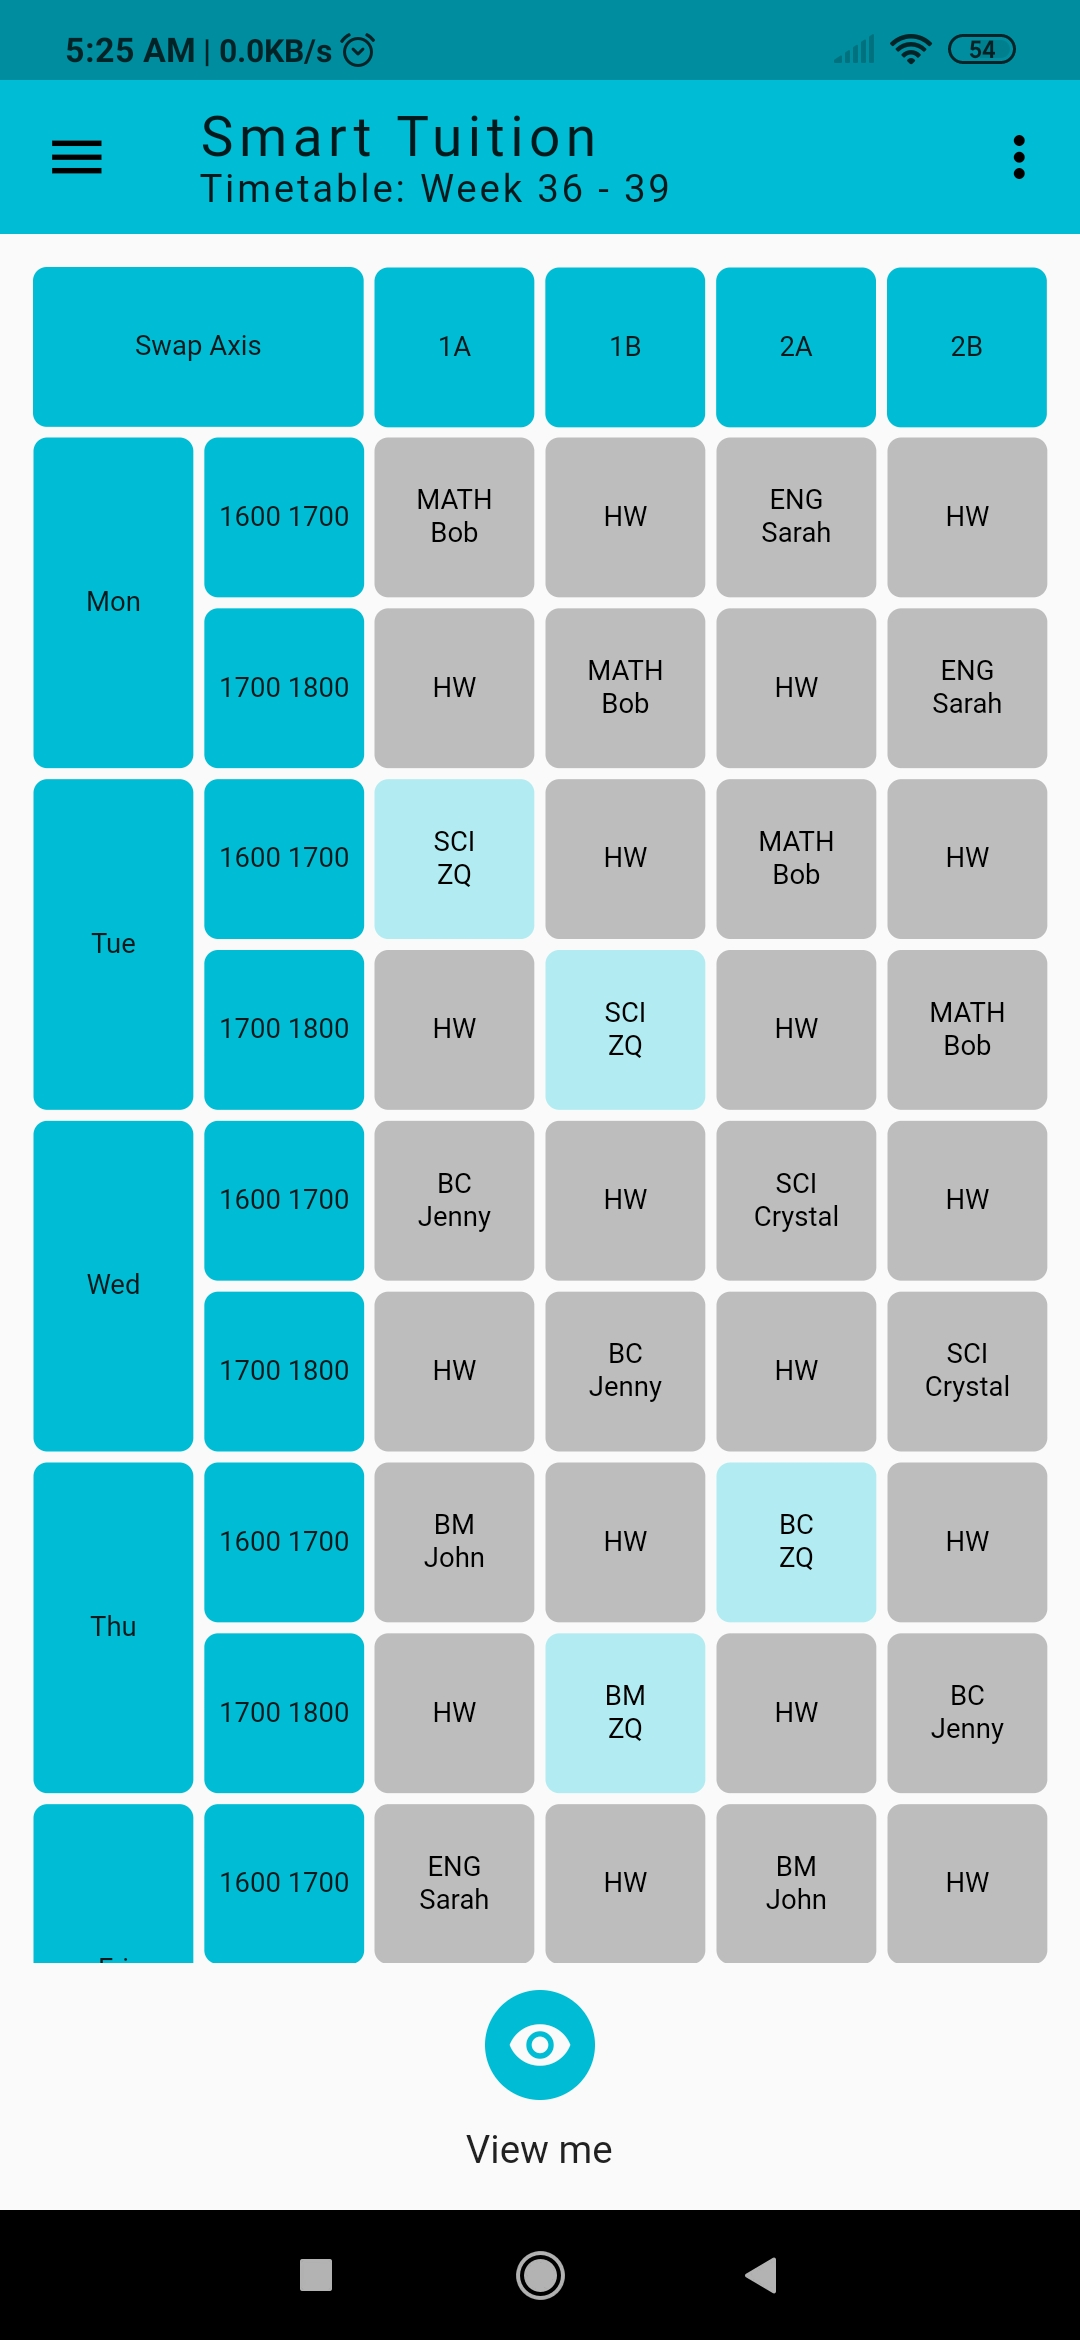 5:25 AM | 0.0KB/s
54
Smart Tuition
Timetable: Week 36 - 39
Swap Axis 1A 1B 2A 2B
Mon
1600 1700
MATH
Bob
HW
ENG
Sarah
HW
1700 1800
HW
MATH
Bob
HW
ENG
Sarah
Tue
1600 1700
SCI
ZQ
HW
MATH
Bob
HW
1700 1800
HW
SCI
ZQ
HW
MATH
Bob
Wed
1600 1700
BC
Jenny
HW
SCI
Crystal
HW
1700 1800
HW
BC
Jenny
HW
SCI
Crystal
Thu
1600 1700
BM
John
HW
BC
ZQ
HW
1700 1800
HW
BM
ZQ
HW
BC
Jenny
Fri
1600 1700
ENG
Sarah
HW
BM
John
HW
View me